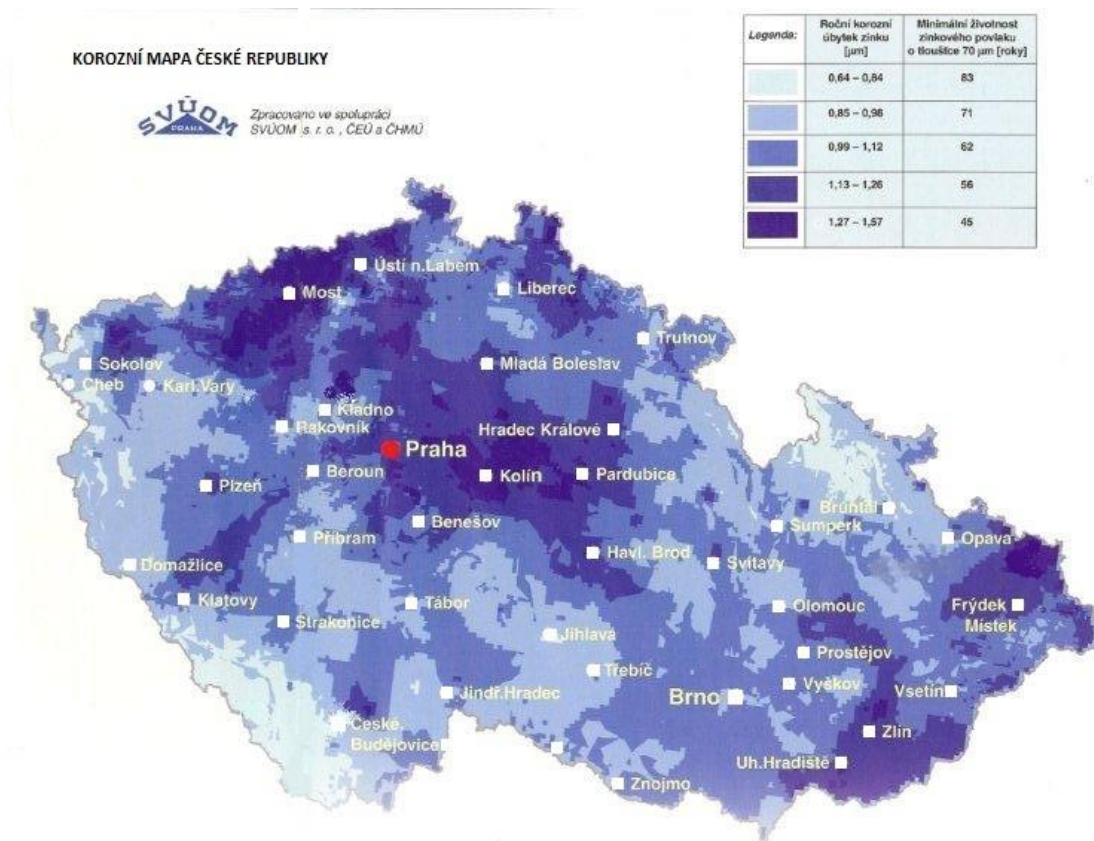 KOROZNÍ MAPA ČESKÉ REPUBLIKY
SVÚOM
PRAHA
Zpracováno ve spolupráci
SVÚOM s. r. o. , ČEÚ a ČHMÚ
Legenda:
Roční korozní
úbytek zinku
[μm]
Minimální životnost
zinkového povlaku
o tloušťce 70 μm [roky]
0,64 – 0,84
83
0,85 – 0,98
71
0,99 – 1,12
62
1,13 – 1,26
56
1,27 – 1,57
45
Ústí n.Labem
Most
Liberec
Trutnov
Sokolov
Mladá Boleslav
Cheb
Karl.Vary
Kladno
Rakovník
Hradec Králové
Praha
Beroun
Kolín
Pardubice
Plzeň
Bruntál
Benešov
Šumperk
Příbram
Opava
Havl. Brod
Svitavy
Domažlice
Klatovy
Tábor
Olomouc
Frýdek
Místek
Strakonice
Jihlava
Prostějov
Třebíč
Vyškov
Jindř.Hradec
Brno
Vsetín
České.
Budějovice
Zlín
Uh.Hradiště
Znojmo